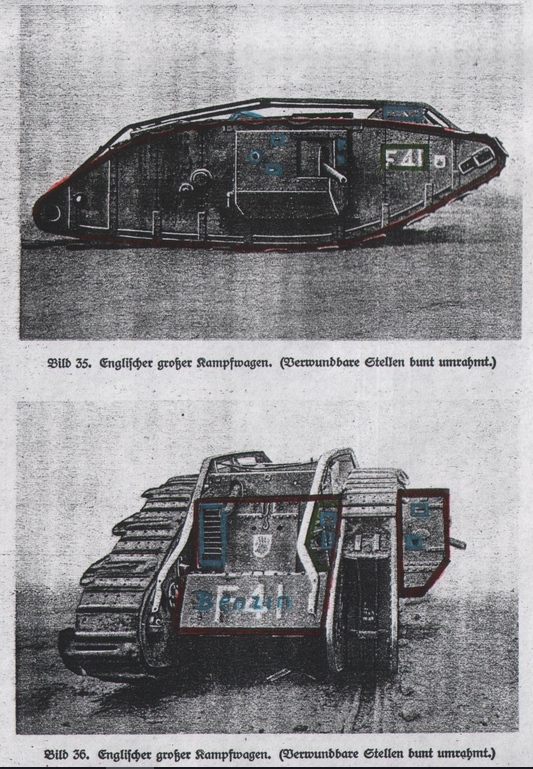 F41
Bild 35. Englischer großer Kampfwagen. (Verwundbare Stellen bunt umrahmt.)
Benzin
Bild 36. Englischer großer Kampfwagen. (Verwundbare Stellen bunt umrahmt.)